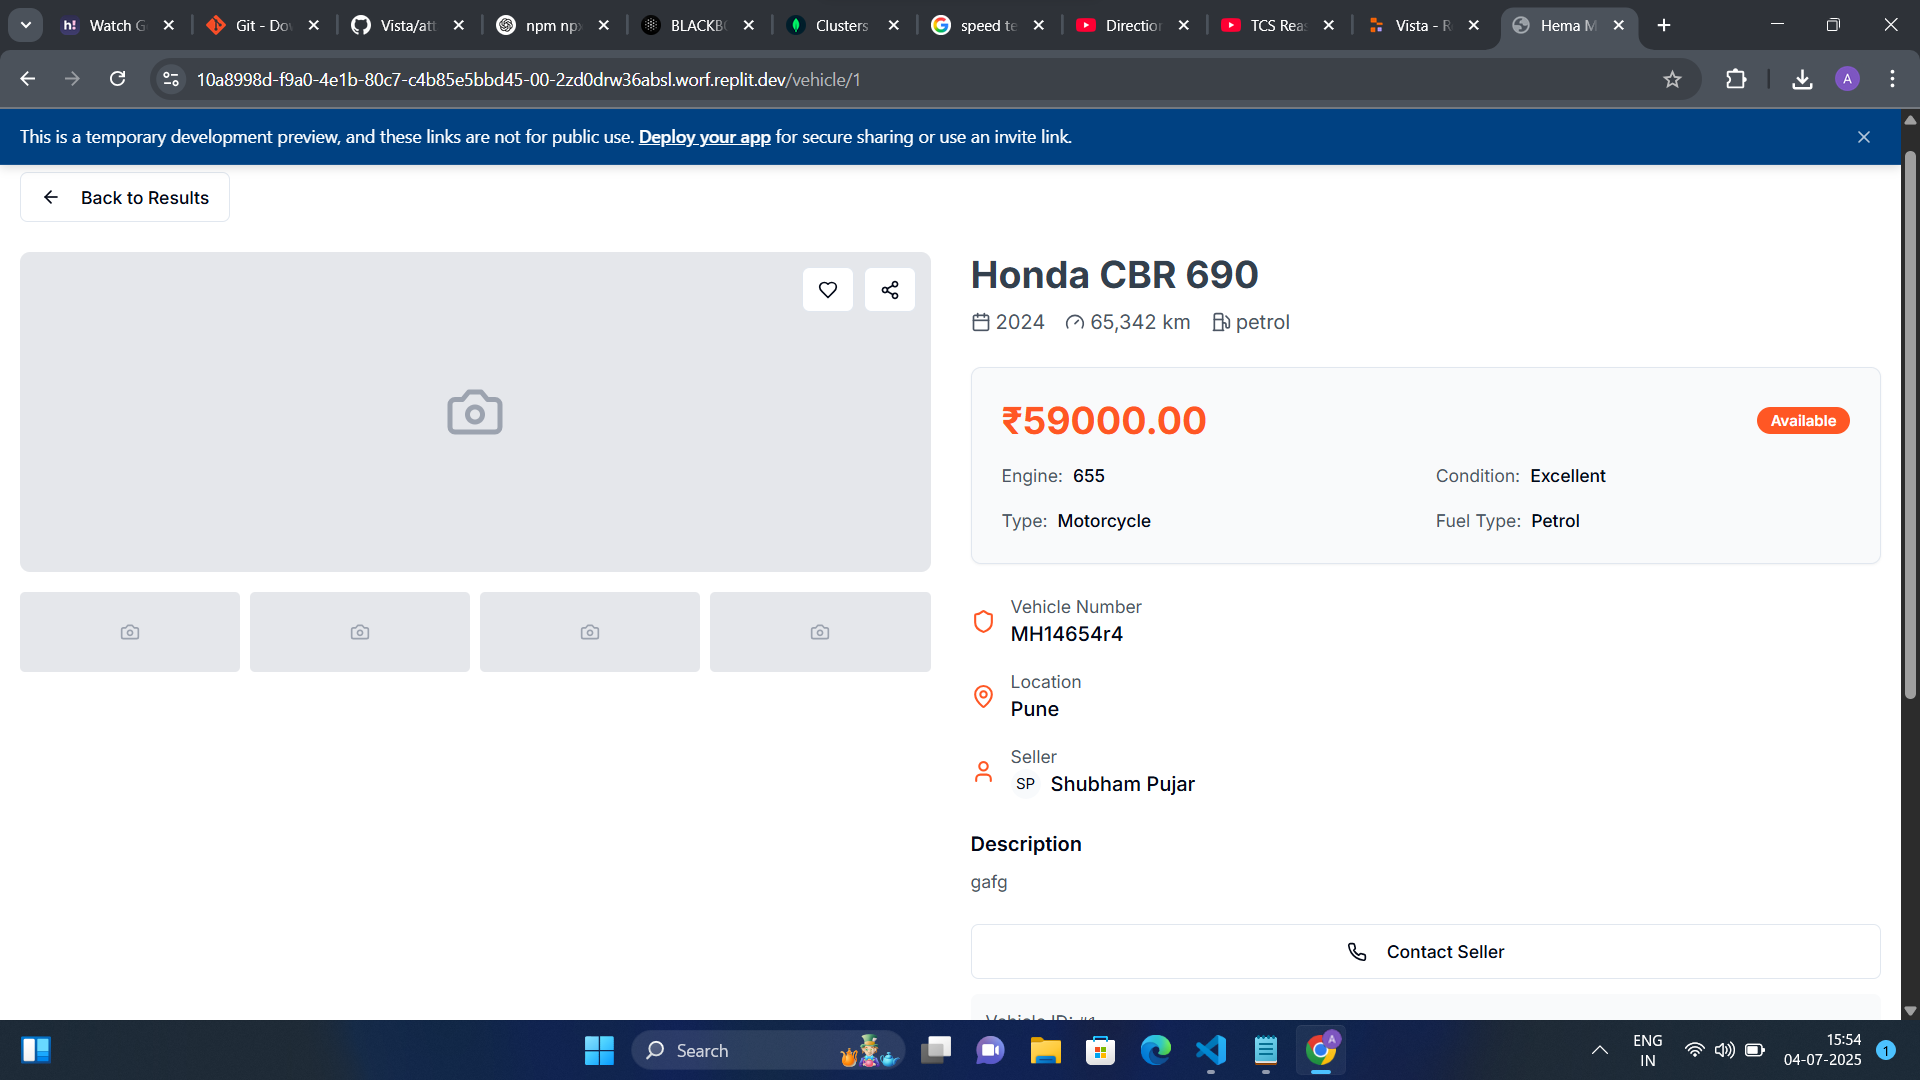 Watch G
Git - Do
Vista/att
npm np
BLACKB
Clusters
speed te
Direction
TCS Reas
Vista - R
Hema M
10a8998d-f9a0-4e1b-80c7-c4b85e5bbd45-00-2zd0drw36absl.worf.replit.dev/vehicle/1
A
This is a temporary development preview, and these links are not for public use. Deploy your app for secure sharing or use an invite link.
Back to Results
Honda CBR 690
2024 65,342 km petrol
₹59000.00
Available
Engine: 655
Condition: Excellent
Type: Motorcycle
Fuel Type: Petrol
Vehicle Number
MH14654r4
Location
Pune
Seller
SP Shubham Pujar
Description
gafg
Contact Seller
Vehicle ID: #1
Search
A
ENG
IN
15:54
04-07-2025
1